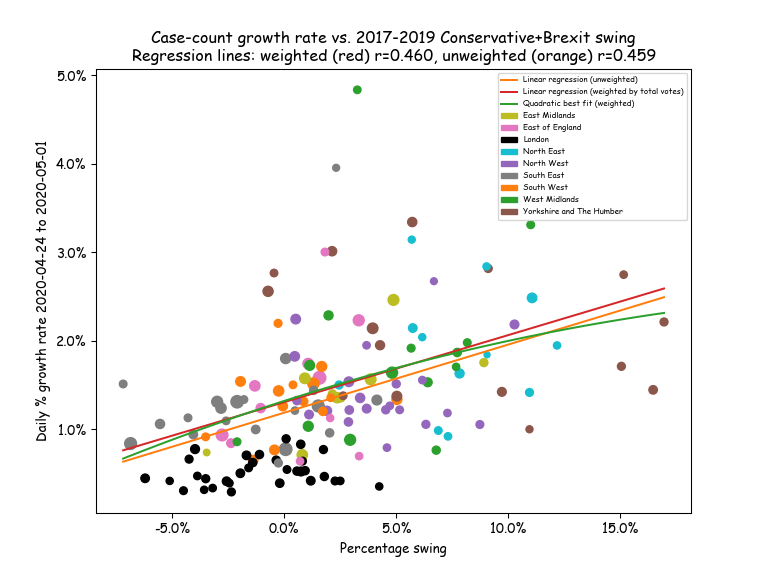 Case-count growth rate vs. 2017-2019 Conservative+Brexit swing
Regression lines: weighted (red) r=0.460, unweighted (orange) r=0.459
5.0%
4.0%
3.0%
2.0%
1.0%
Daily % growth rate 2020-04-24 to 2020-05-01
Linear regression (unweighted)
Linear regression (weighted by total votes)
Quadratic best fit (weighted)
East Midlands
East of England
London
North East
North West
South East
South West
West Midlands
Yorkshire and The Humber
-5.0%
0.0%
5.0%
10.0%
15.0%
Percentage swing